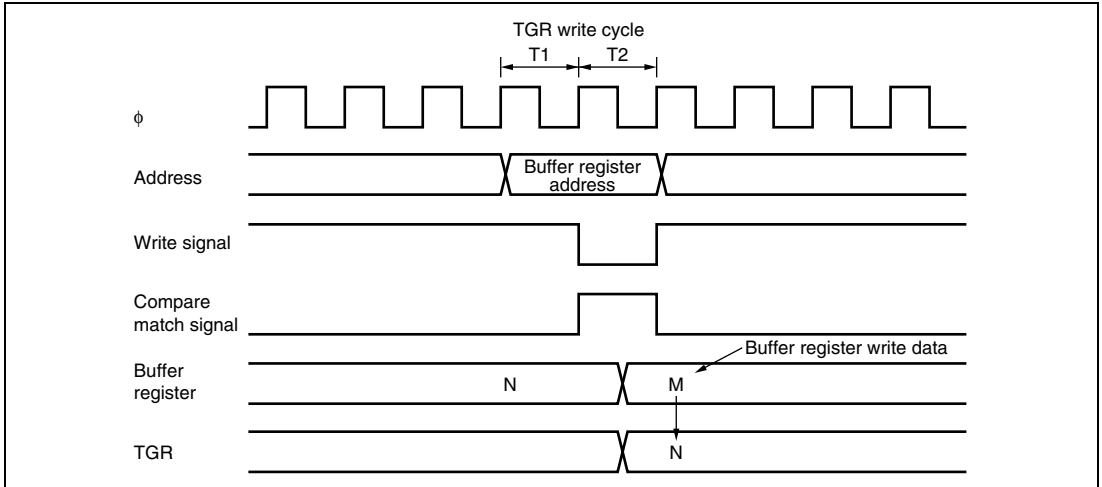 TGR write cycle
T1 T2
φ
Buffer register
address
Address
Write signal
Compare
match signal
Buffer register write data
Buffer
register
N M
TGR
N